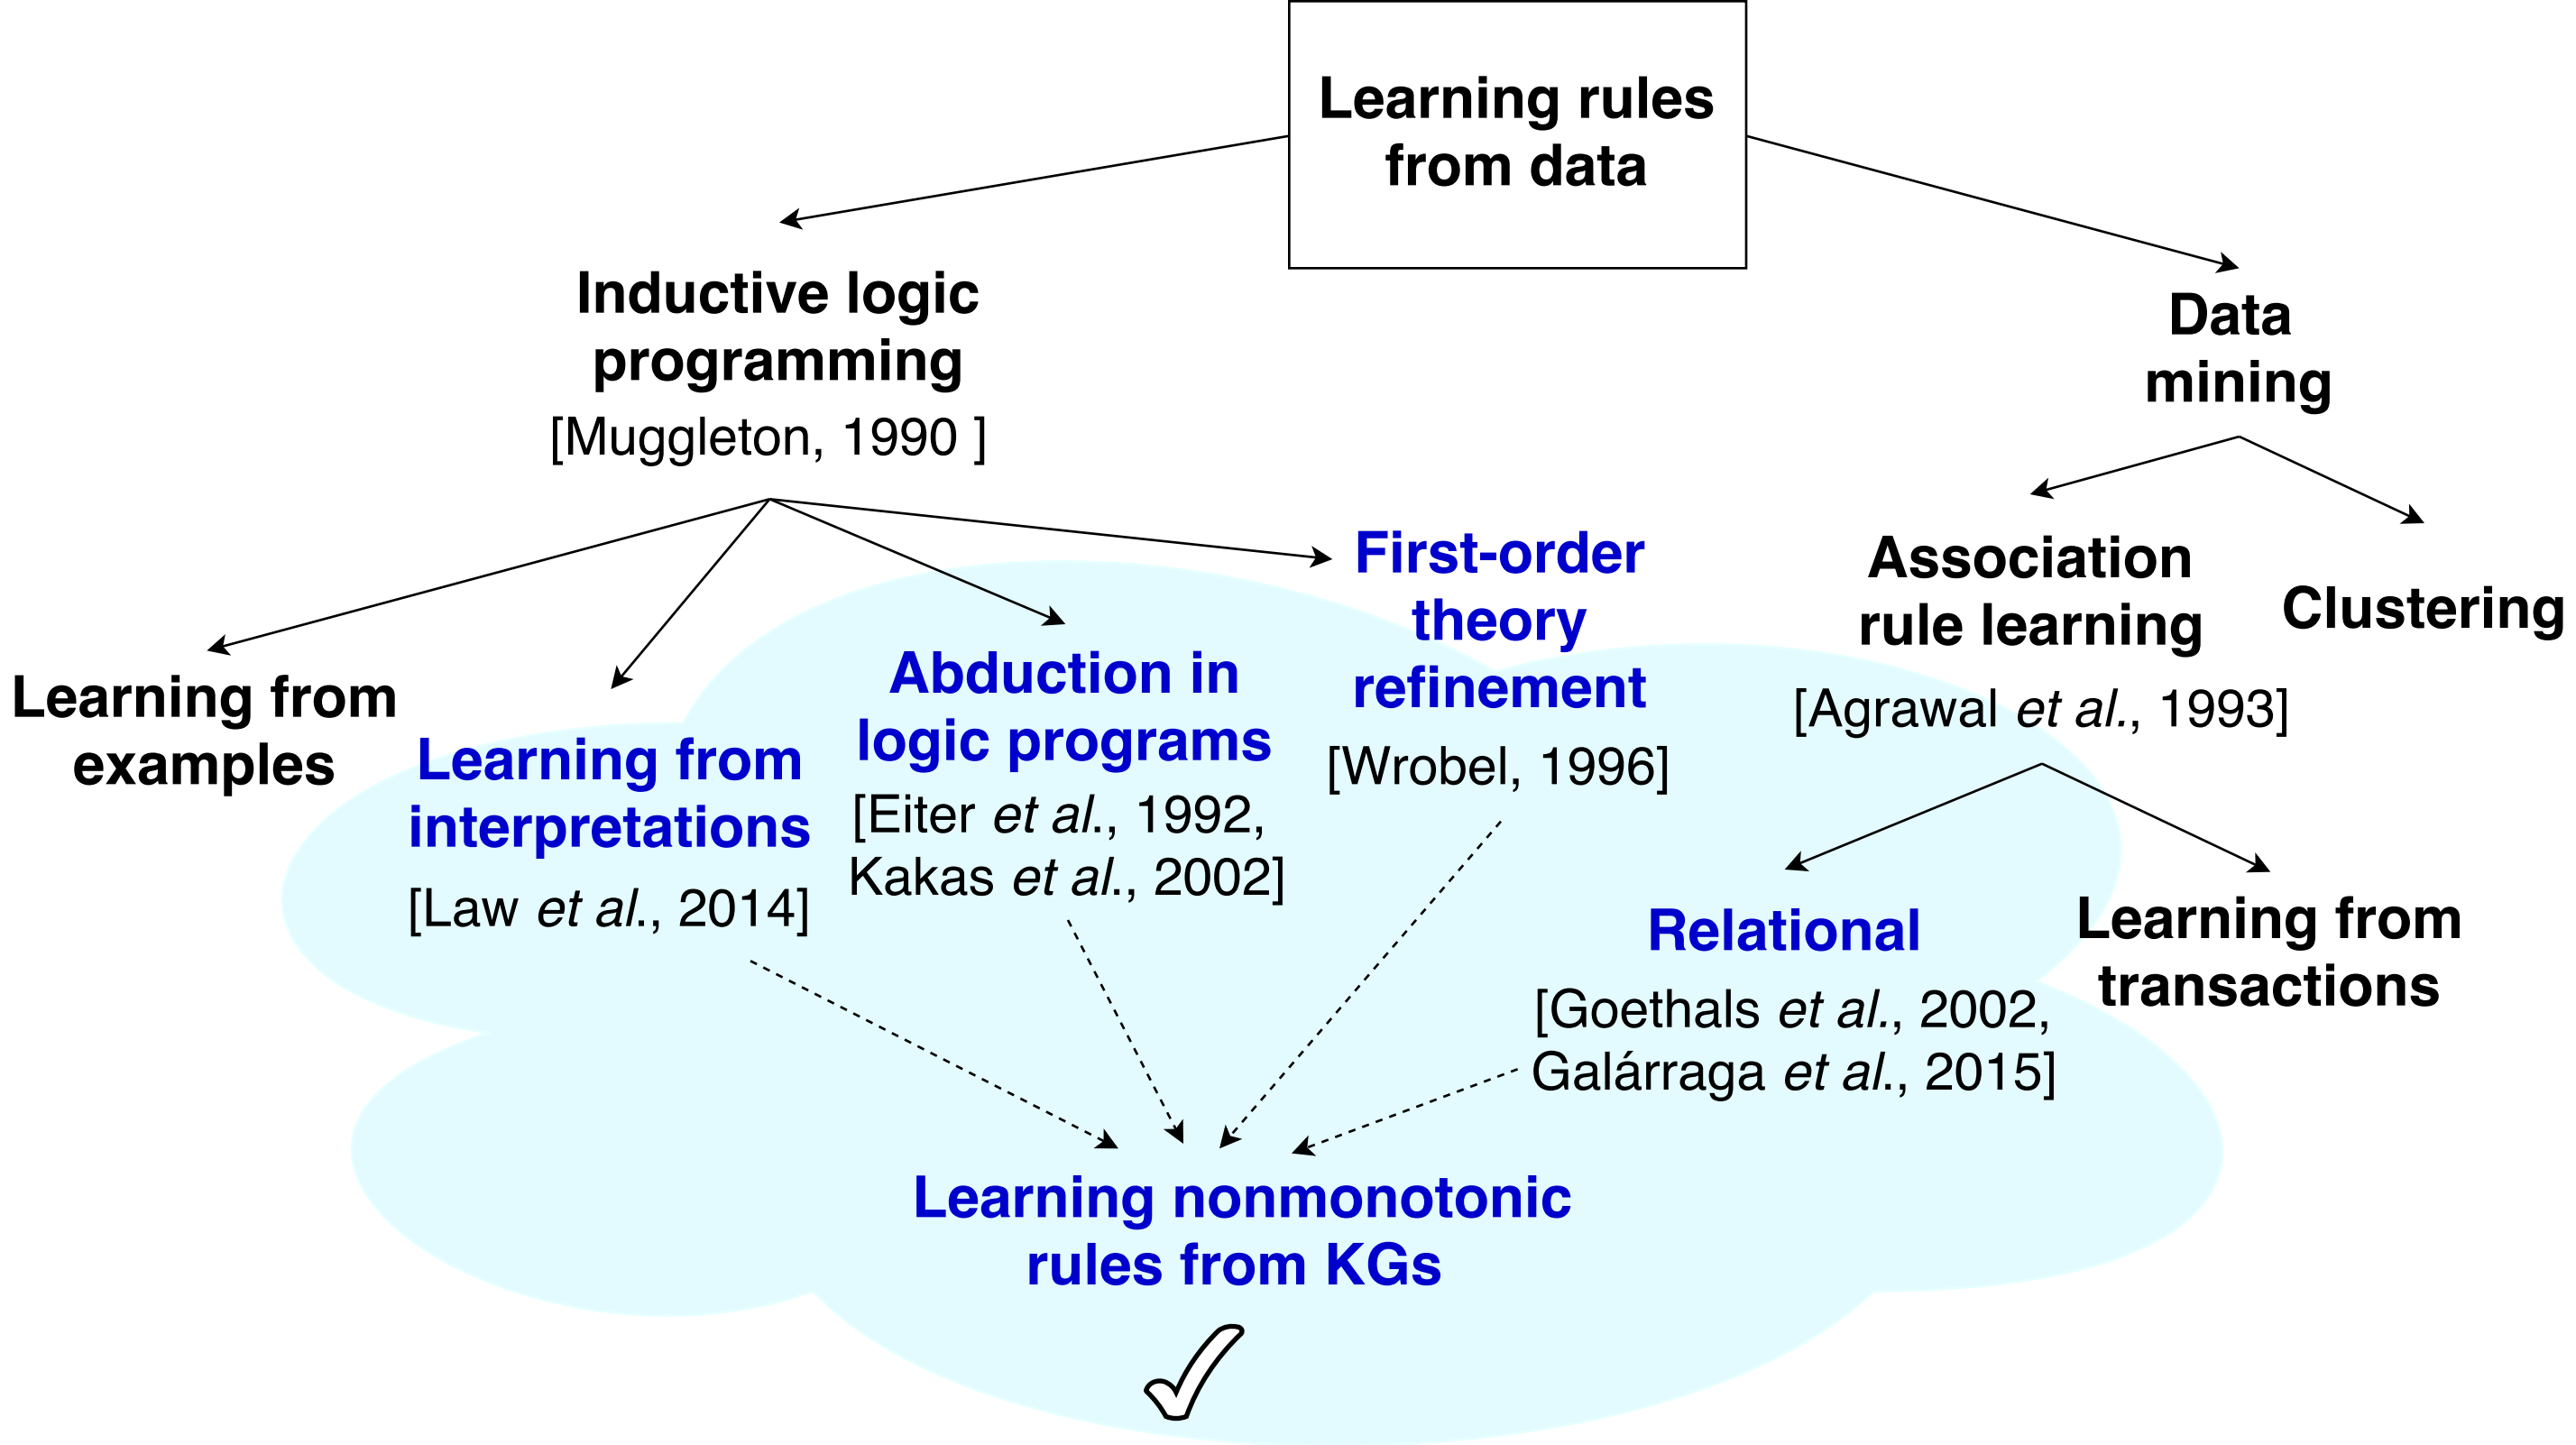 Learning rules
from data
Inductive logic
programming
[Muggleton, 1990 ]
Data
mining
Learning from
examples
Learning from
interpretations
[Law et al., 2014]
Abduction in
logic programs
[Eiter et al., 1992,
Kakas et al., 2002]
First-order
theory
refinement
[Wrobel, 1996]
Association
rule learning
[Agrawal et al., 1993]
Clustering
Relational
[Goethals et al., 2002,
Galárraga et al., 2015]
Learning from
transactions
Learning nonmonotonic
rules from KGs